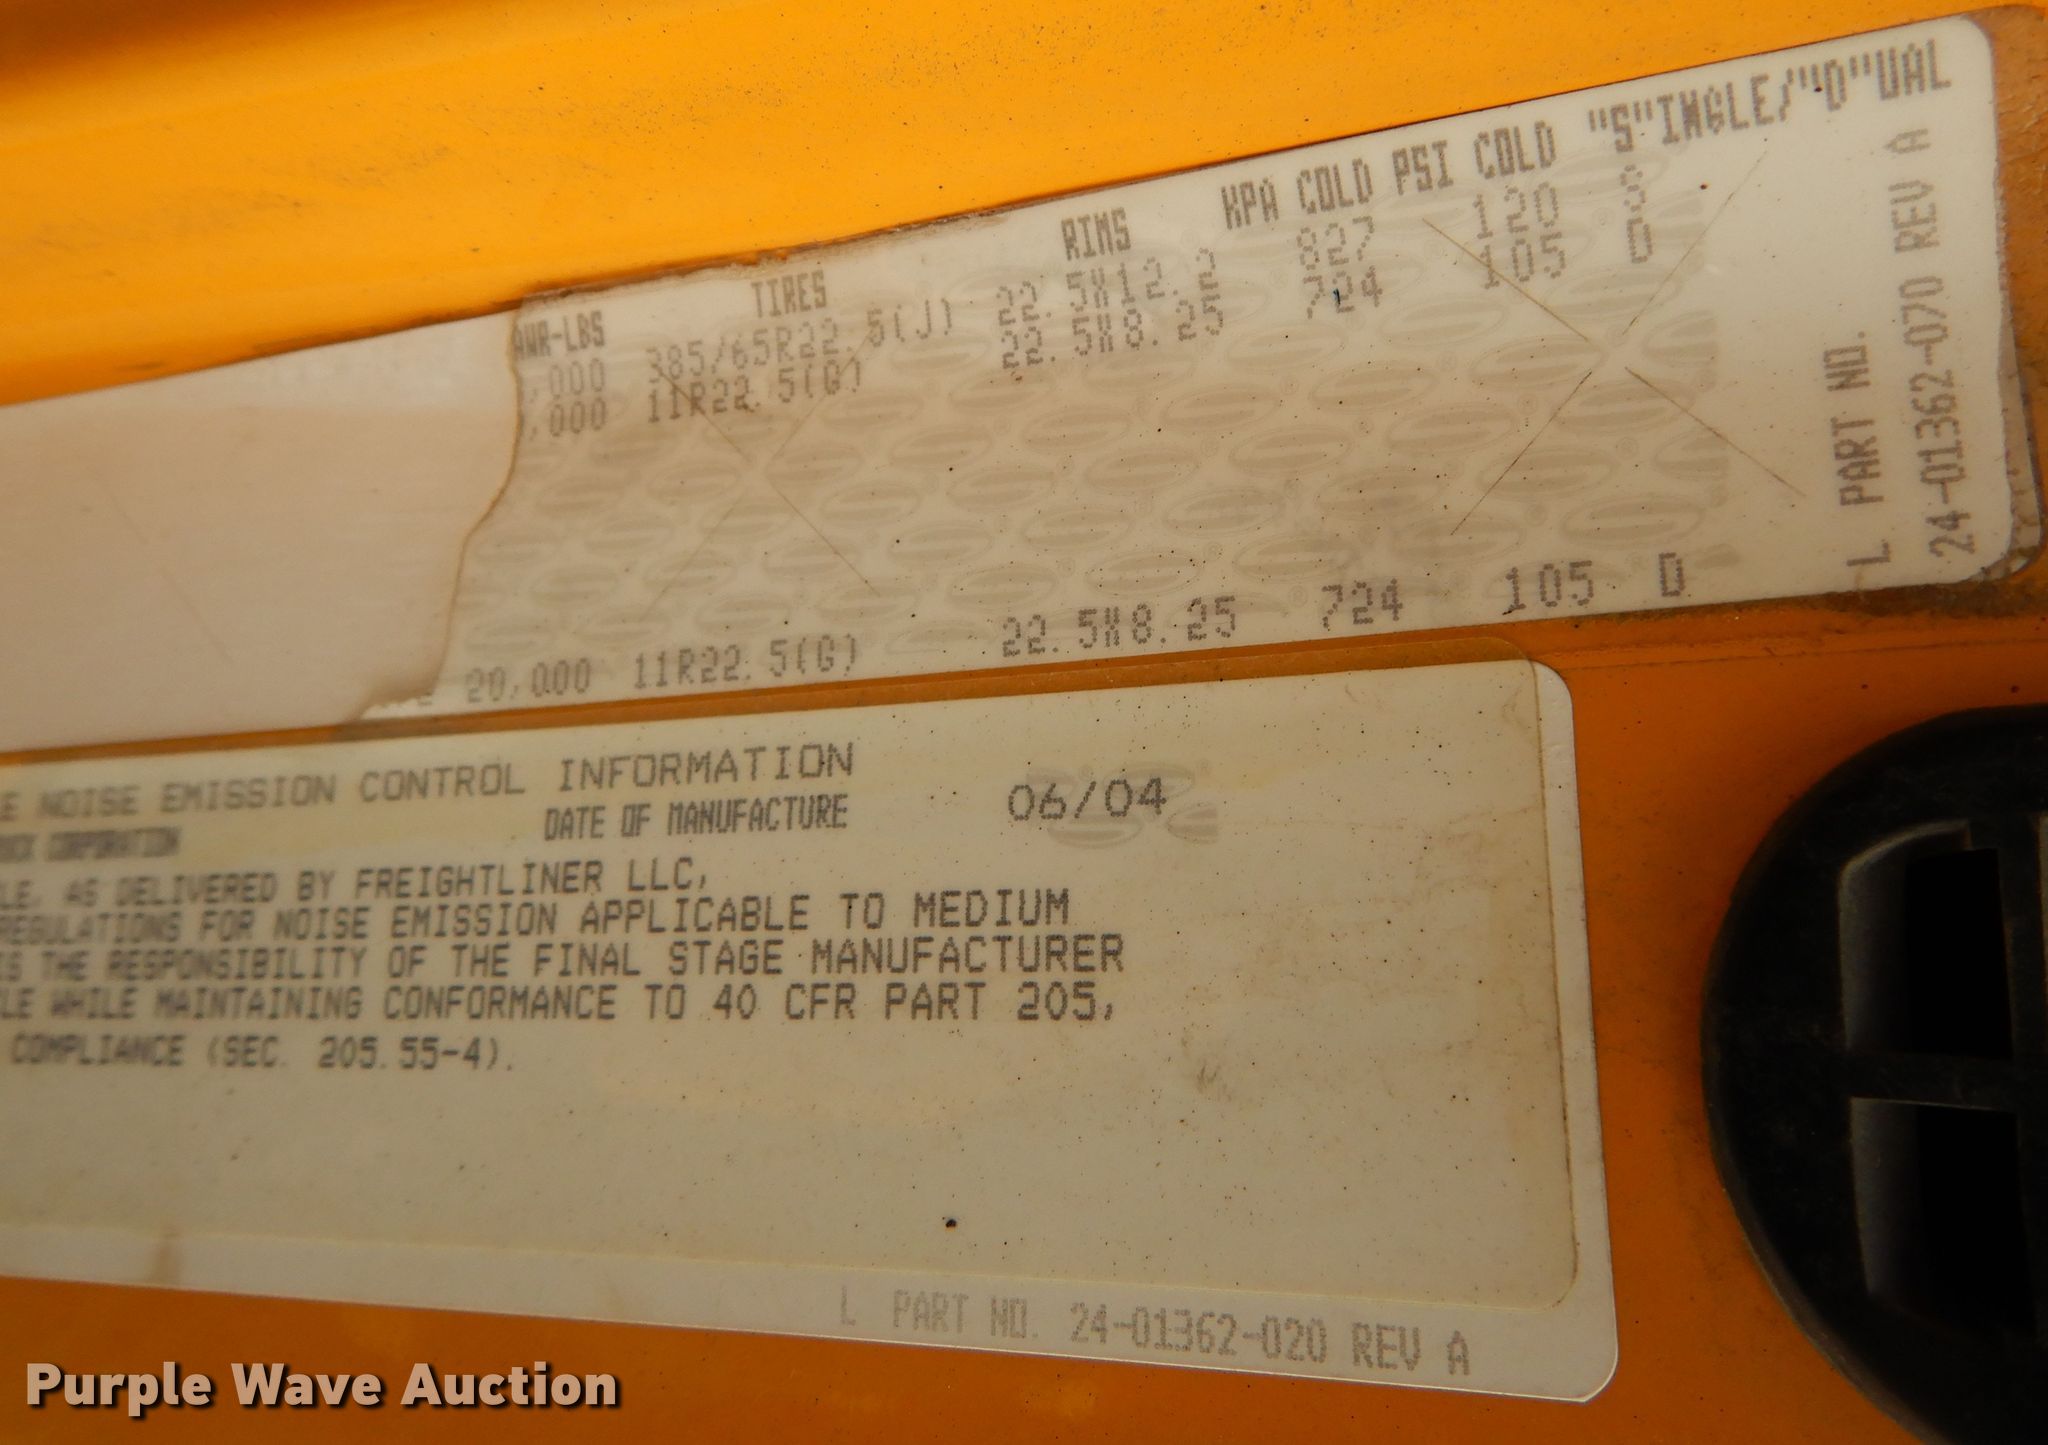 AWR-LBS TIRES RIMS KPA COLD PSI COLD "S"INGLE/"D"UAL
,000 385/65R22.5(J) 22.5X12.2 827 120 S
,000 11R22.5(G) 22.5X8.25 724 105 D
20,000 11R22.5(G) 22.5X8.25 724 105 D
L PART NO.
24-01362-070 REV A
E NOISE EMISSION CONTROL INFORMATION
CORPORATION DATE OF MANUFACTURE 06/04
LE, AS DELIVERED BY FREIGHTLINER LLC,
REGULATIONS FOR NOISE EMISSION APPLICABLE TO MEDIUM
IS THE RESPONSIBILITY OF THE FINAL STAGE MANUFACTURER
LE WHILE MAINTAINING CONFORMANCE TO 40 CFR PART 205,
COMPLIANCE (SEC. 205.55-4).
L PART NO. 24-01362-020 REV A
Purple Wave Auction